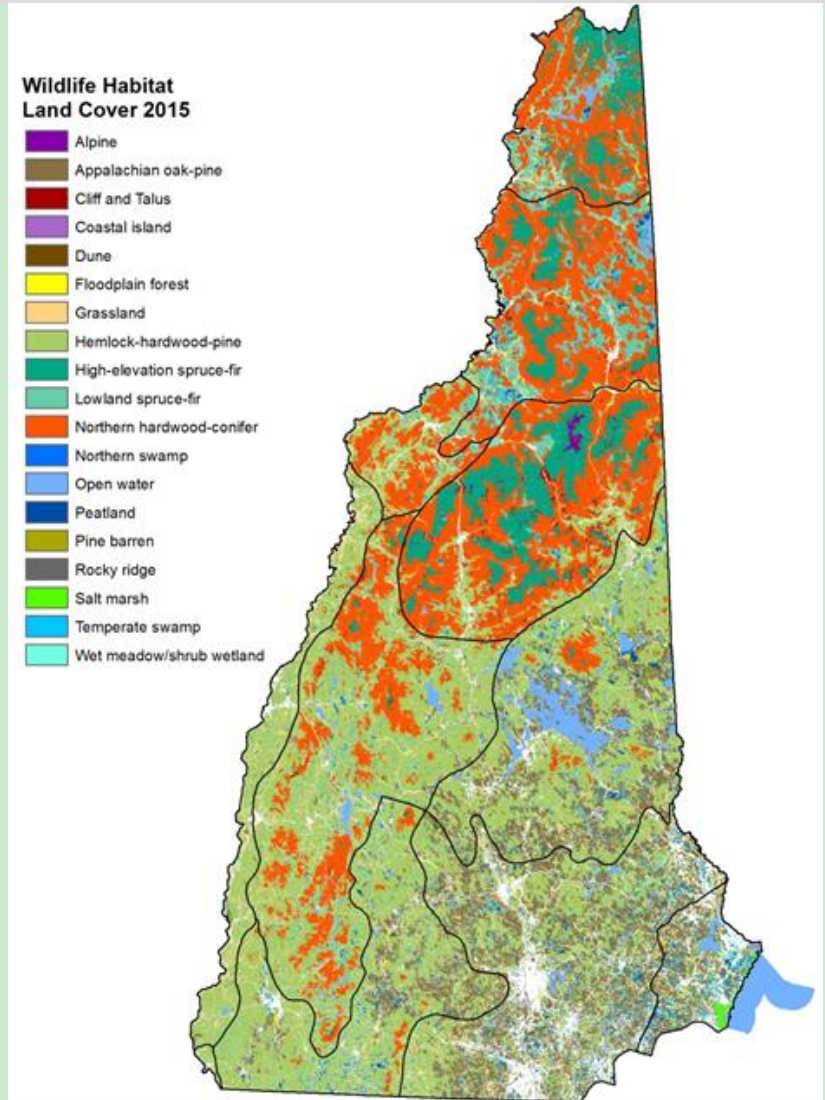 Wildlife Habitat
Land Cover 2015
Alpine
Appalachian oak-pine
Cliff and Talus
Coastal island
Dune
Floodplain forest
Grassland
Hemlock-hardwood-pine
High-elevation spruce-fir
Lowland spruce-fir
Northern hardwood-conifer
Northern swamp
Open water
Peatland
Pine barren
Rocky ridge
Salt marsh
Temperate swamp
Wet meadow/shrub wetland